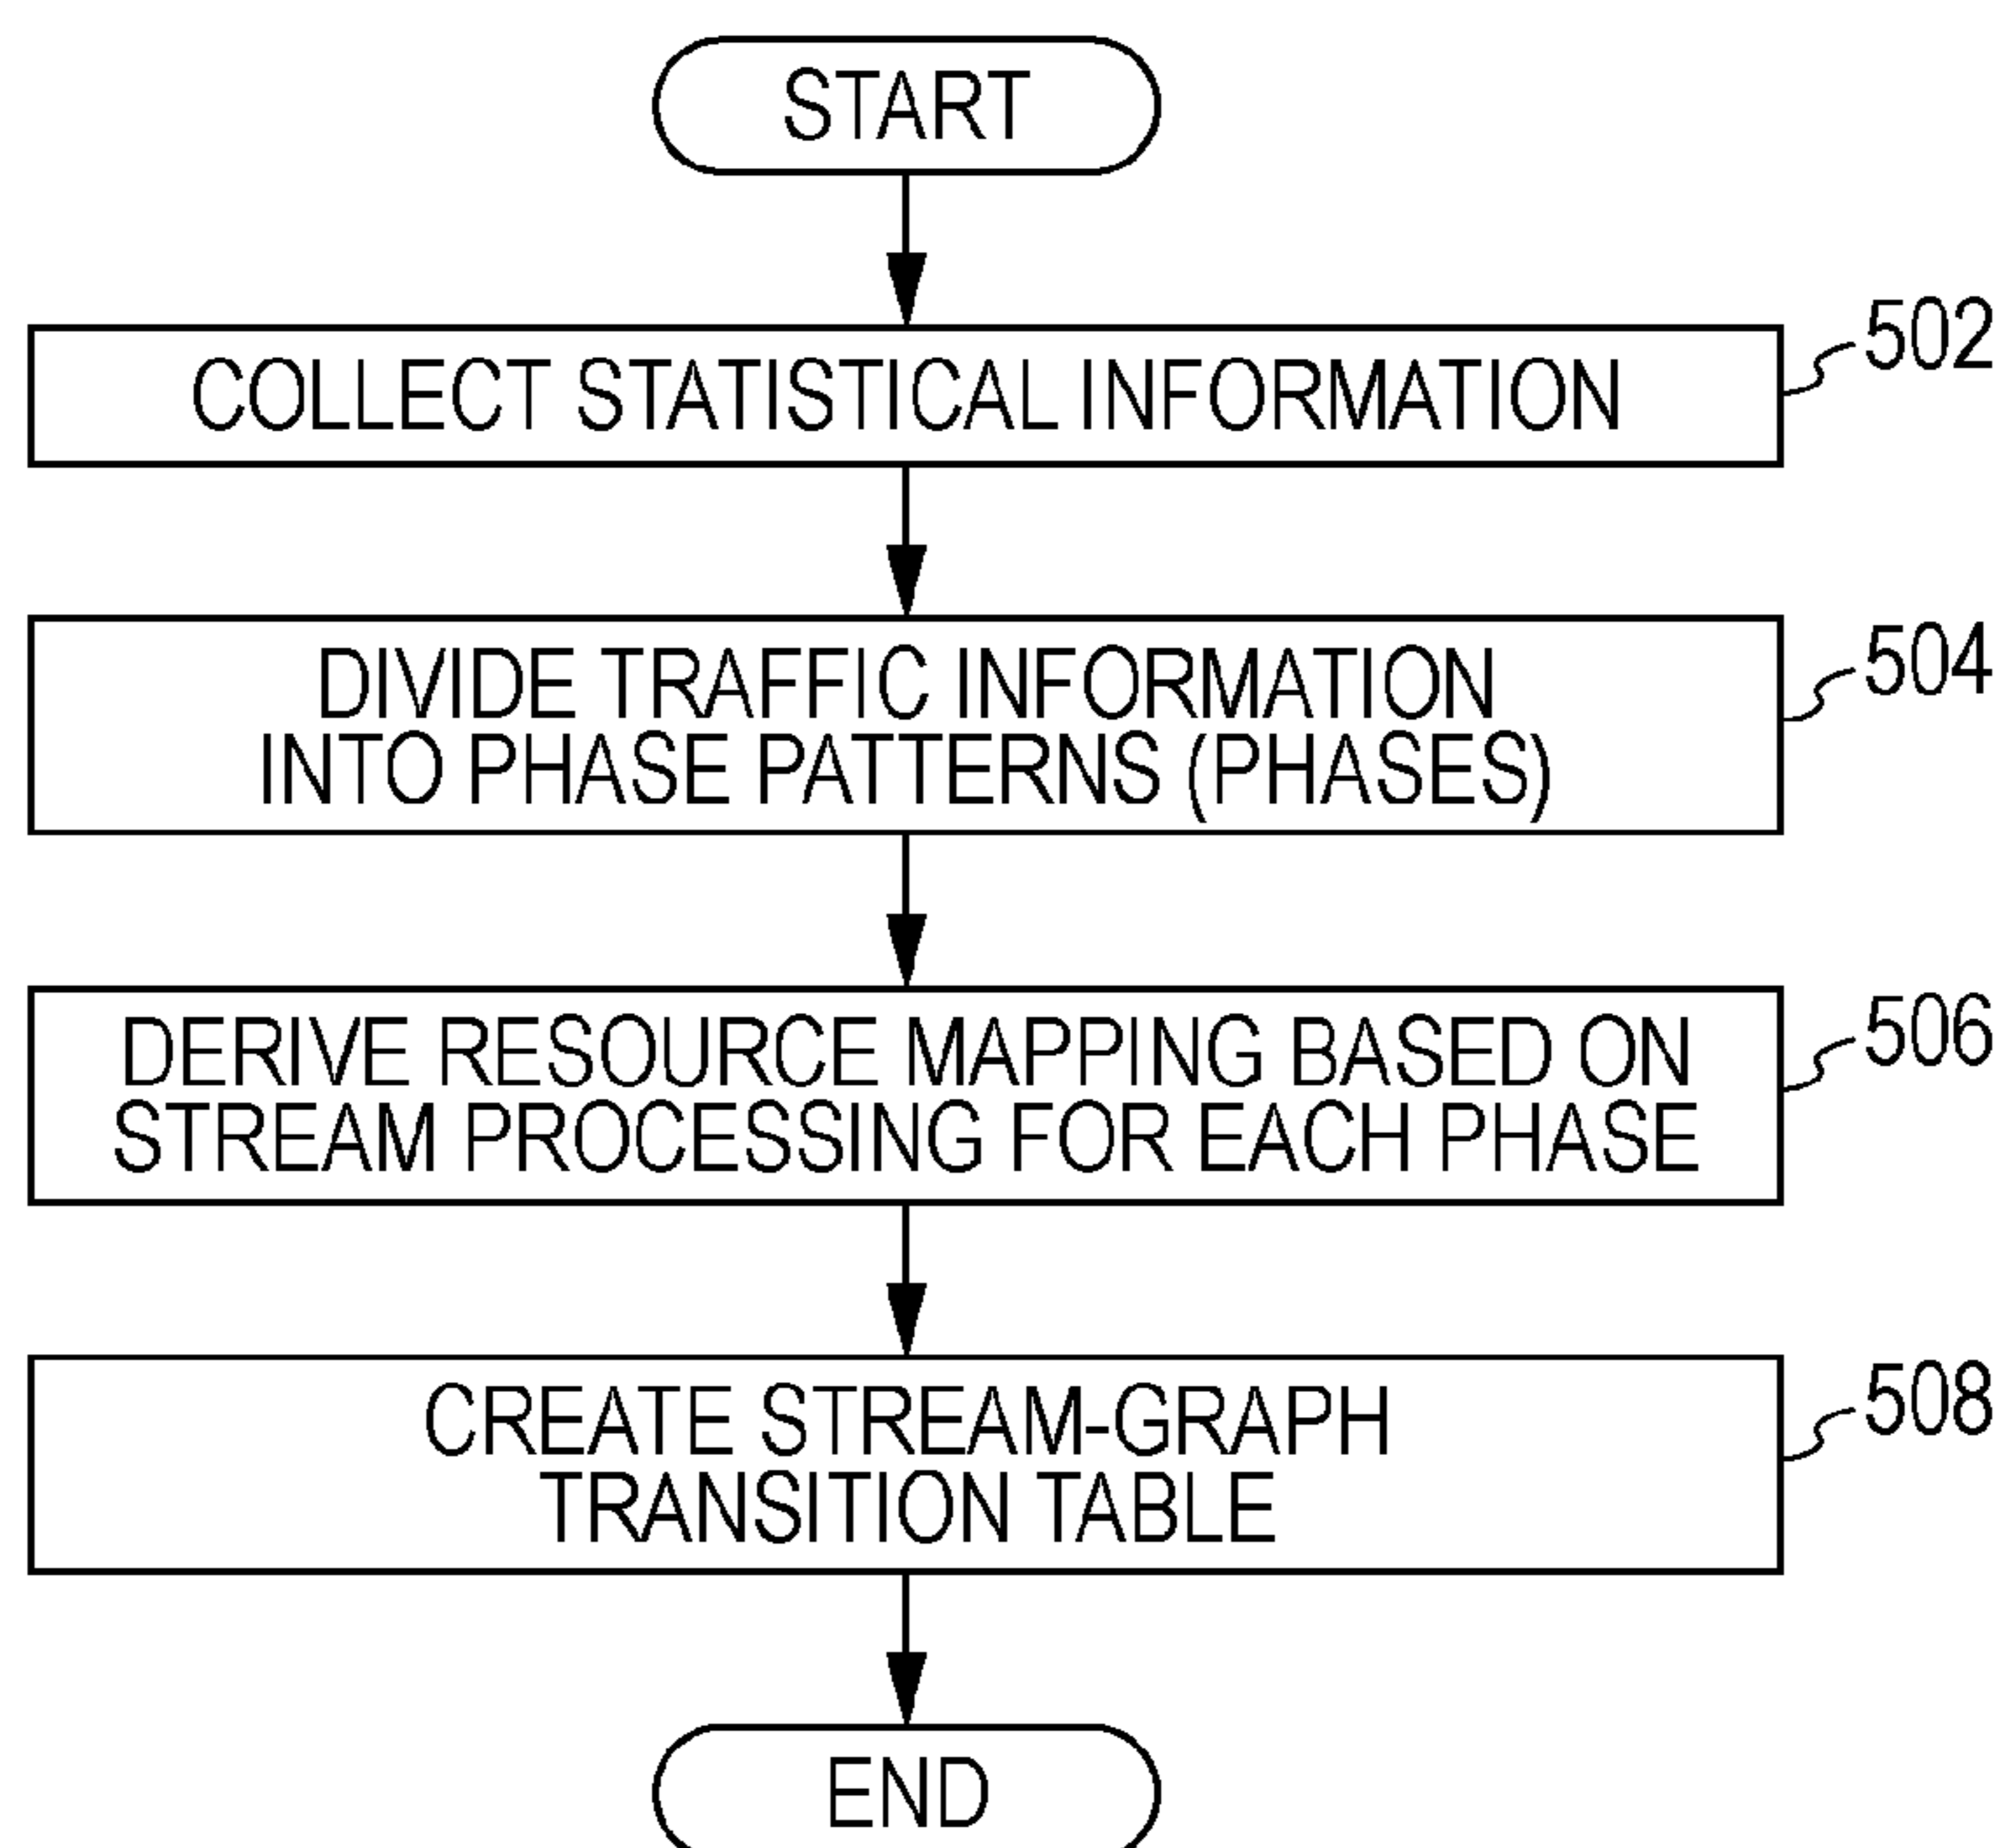 START
COLLECT STATISTICAL INFORMATION
502
DIVIDE TRAFFIC INFORMATION
INTO PHASE PATTERNS (PHASES)
504
DERIVE RESOURCE MAPPING BASED ON
STREAM PROCESSING FOR EACH PHASE
506
CREATE STREAM-GRAPH
TRANSITION TABLE
508
END